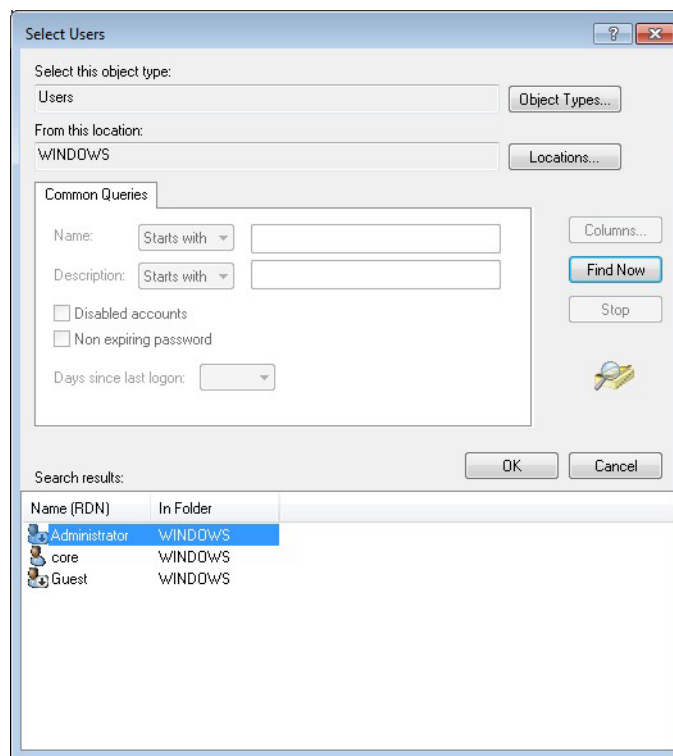 Select Users
?
Select this object type:
Users
Object Types...
From this location:
WINDOWS
Locations...
Common Queries
Name: Starts with
Columns...
Find Now
Description: Starts with
Stop
Disabled accounts
Non expiring password
Days since last logon:
OK Cancel
Search results:
Name (RDN) In Folder
Administrator WINDOWS
core WINDOWS
Guest WINDOWS